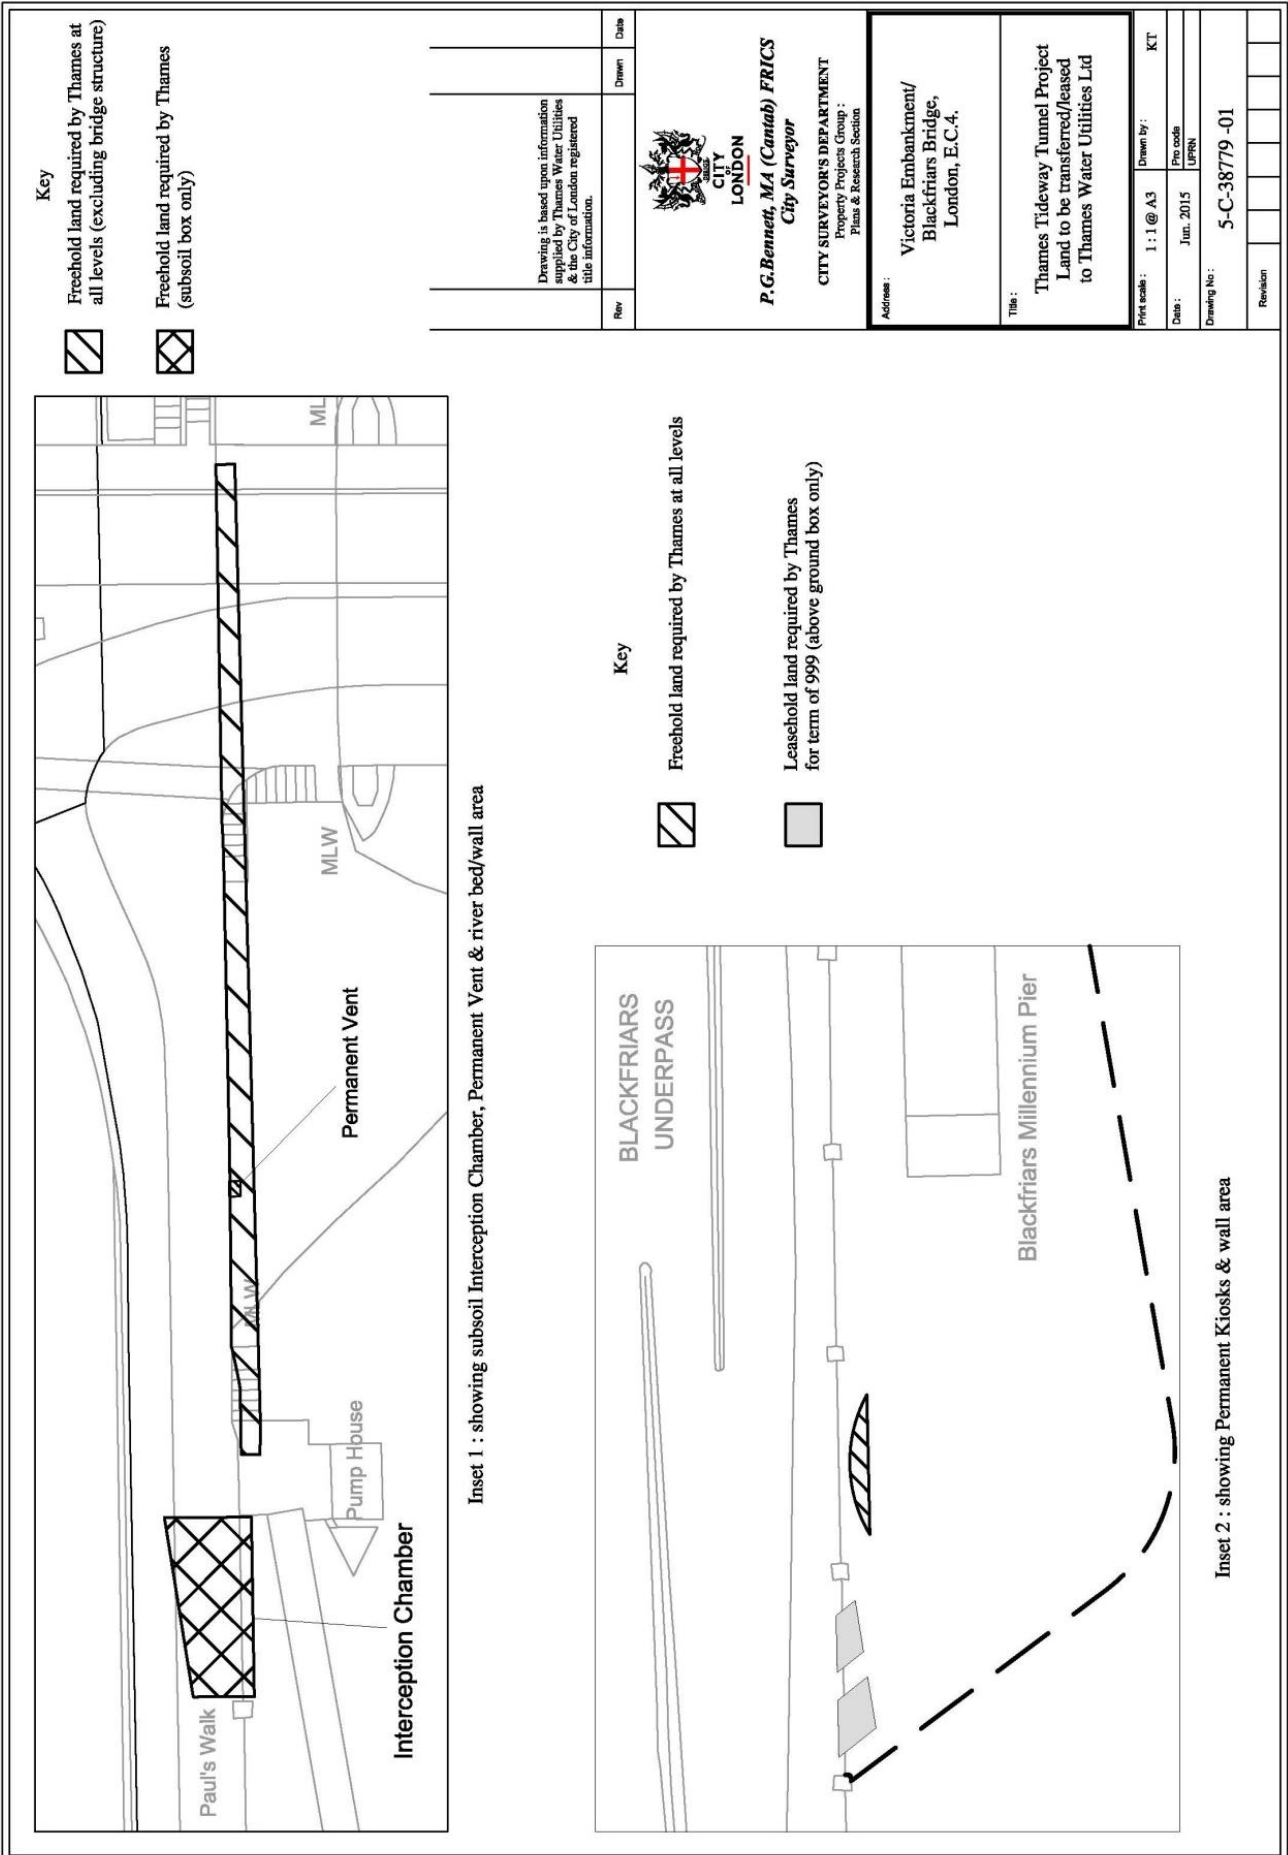 Key
Freehold land required by Thames at
all levels (excluding bridge structure)
Freehold land required by Thames
(subsoil box only)
Paul's Walk
Interception Chamber
Pump House
MLW
Permanent Vent
MLW
ML
Inset 1 : showing subsoil Interception Chamber, Permanent Vent & river bed/wall area
Key
Freehold land required by Thames at all levels
Leasehold land required by Thames
for term of 999 (above ground box only)
BLACKFRIARS
UNDERPASS
Blackfriars Millennium Pier
Inset 2 : showing Permanent Kiosks & wall area
Drawing is based upon information
supplied by Thames Water Utilities
& the City of London registered
title information.
Rev
Drawn
Date
CITY
OF
LONDON
P.G.Bennett, MA (Cantab) FRICS
City Surveyor
CITY SURVEYOR'S DEPARTMENT
Property Projects Group :
Plans & Research Section
Address :
Victoria Embankment/
Blackfriars Bridge,
London, E.C.4.
Title :
Thames Tideway Tunnel Project
Land to be transferred/leased
to Thames Water Utilities Ltd
Print scale :
1 : 1 @ A3
Drawn by :
KT
Date :
Jun. 2015
Pro code
UPRN
Drawing No :
5-C-38779 -01
Revision